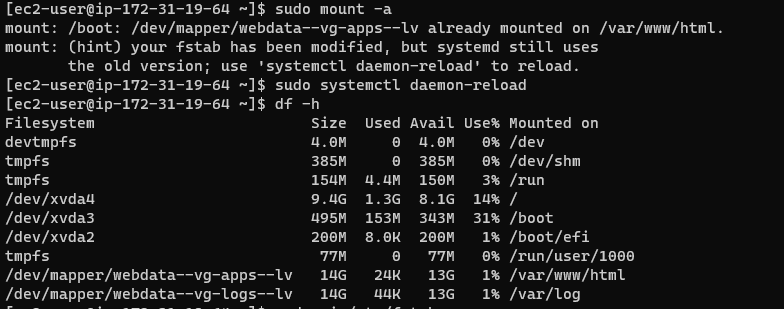 [ec2-user@ip-172-31-19-64 ~]$ sudo mount -a
mount: /boot: /dev/mapper/webdata--vg-apps--lv already mounted on /var/www/html.
mount: (hint) your fstab has been modified, but systemd still uses
       the old version; use 'systemctl daemon-reload' to reload.
[ec2-user@ip-172-31-19-64 ~]$ sudo systemctl daemon-reload
[ec2-user@ip-172-31-19-64 ~]$ df -h
Filesystem                        Size  Used Avail Use% Mounted on
devtmpfs                          4.0M     0  4.0M   0% /dev
tmpfs                             385M     0  385M   0% /dev/shm
tmpfs                             154M  4.4M  150M   3% /run
/dev/xvda4                        9.4G  1.3G  8.1G  14% /
/dev/xvda3                        495M  153M  343M  31% /boot
/dev/xvda2                        200M  8.0K  200M   1% /boot/efi
tmpfs                              77M     0   77M   0% /run/user/1000
/dev/mapper/webdata--vg-apps--lv   14G   24K   13G   1% /var/www/html
/dev/mapper/webdata--vg-logs--lv   14G   44K   13G   1% /var/log